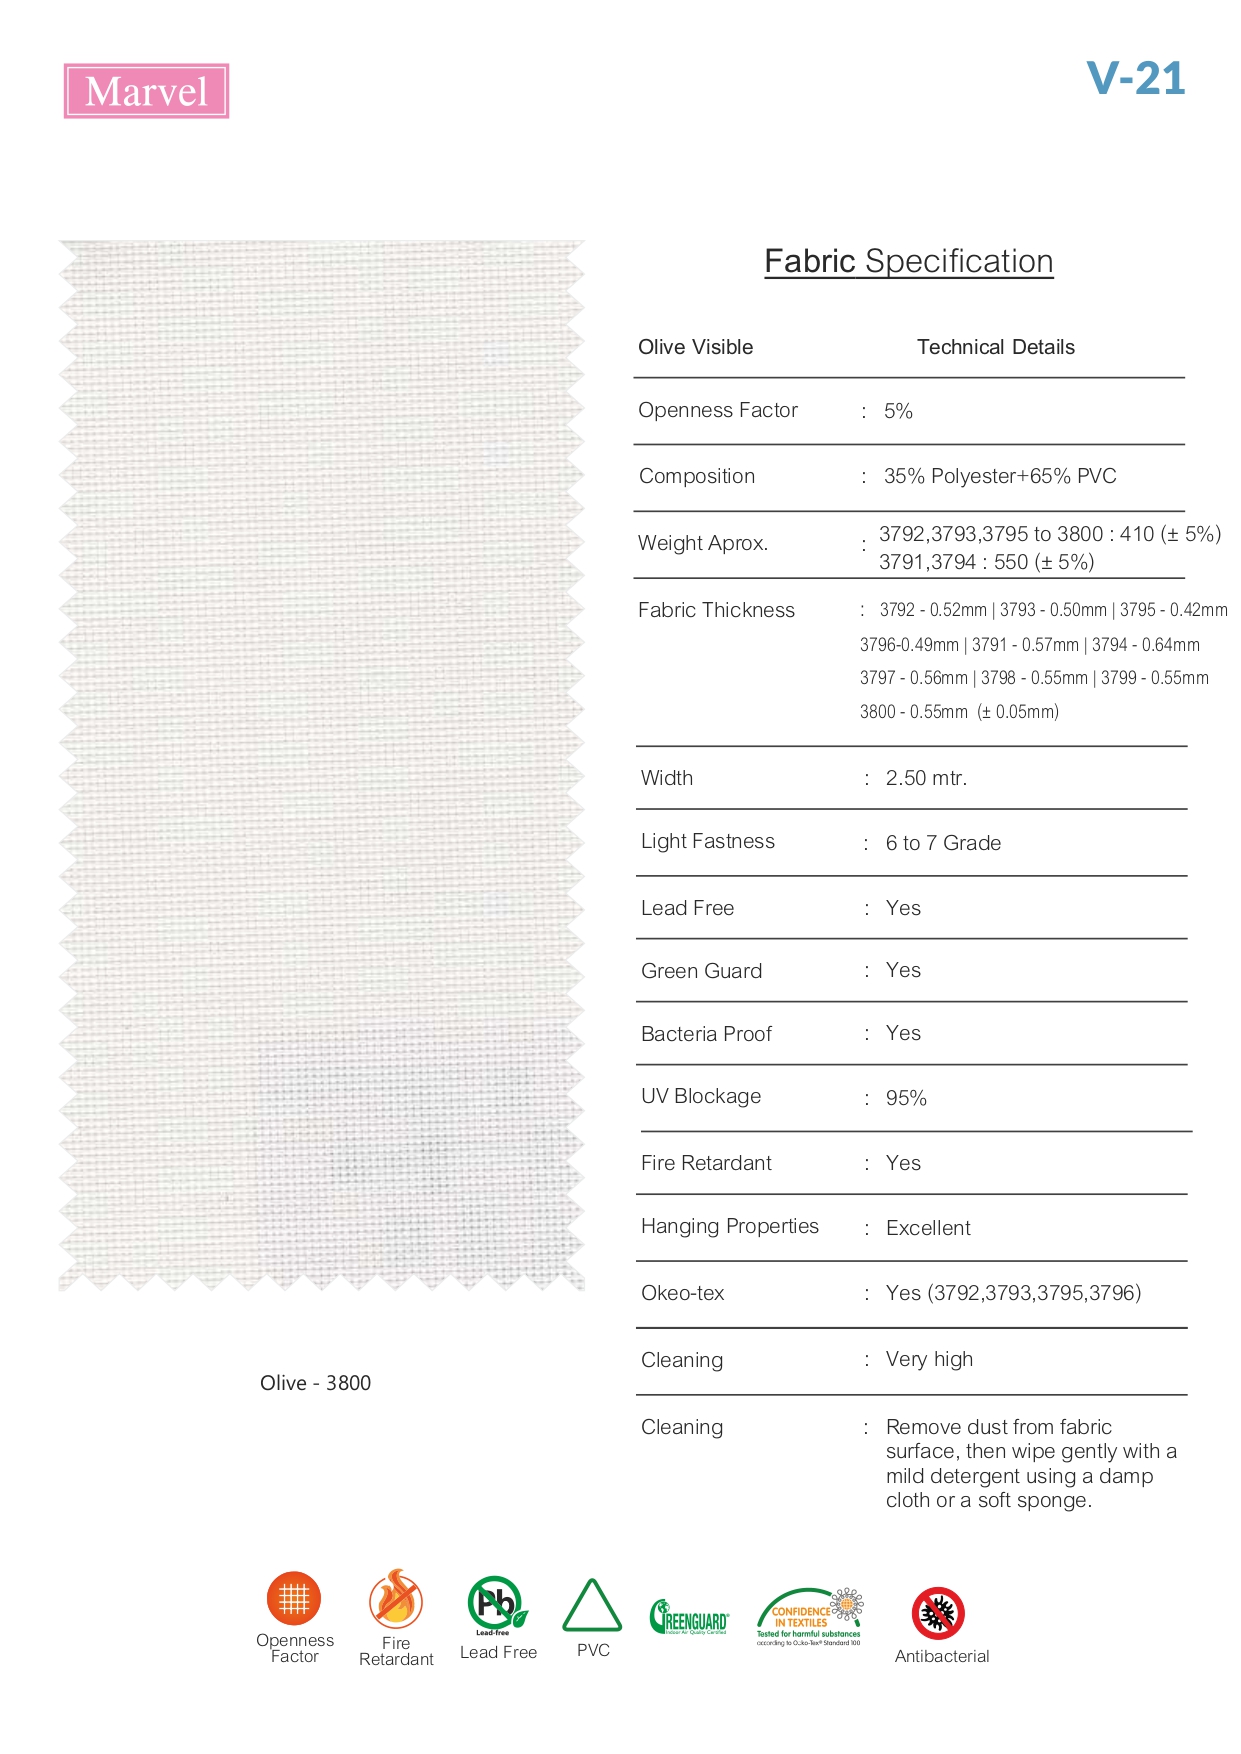 Marvel
V-21
Fabric Specification
Olive Visible Technical Details
Openness Factor : 5%
Composition : 35% Polyester+65% PVC
Weight Aprox. : 3792,3793,3795 to 3800 : 410 (± 5%)
3791,3794 : 550 (± 5%)
Fabric Thickness : 3792 - 0.52mm | 3793 - 0.50mm | 3795 - 0.42mm
3796-0.49mm | 3791 - 0.57mm | 3794 - 0.64mm
3797 - 0.56mm | 3798 - 0.55mm | 3799 - 0.55mm
3800 - 0.55mm (± 0.05mm)
Width : 2.50 mtr.
Light Fastness : 6 to 7 Grade
Lead Free : Yes
Green Guard : Yes
Bacteria Proof : Yes
UV Blockage : 95%
Fire Retardant : Yes
Hanging Properties : Excellent
Okeo-tex : Yes (3792,3793,3795,3796)
Cleaning : Very high
Cleaning : Remove dust from fabric
surface, then wipe gently with a
mild detergent using a damp
cloth or a soft sponge.
Olive - 3800
Openness
Factor
Fire
Retardant
Pb
Lead-free
Lead Free
PVC
GREENGUARD®
Indoor Air Quality Certified
CONFIDENCE
IN TEXTILES
Tested for harmful substances
according to Oeko-Tex® Standard 100
Antibacterial